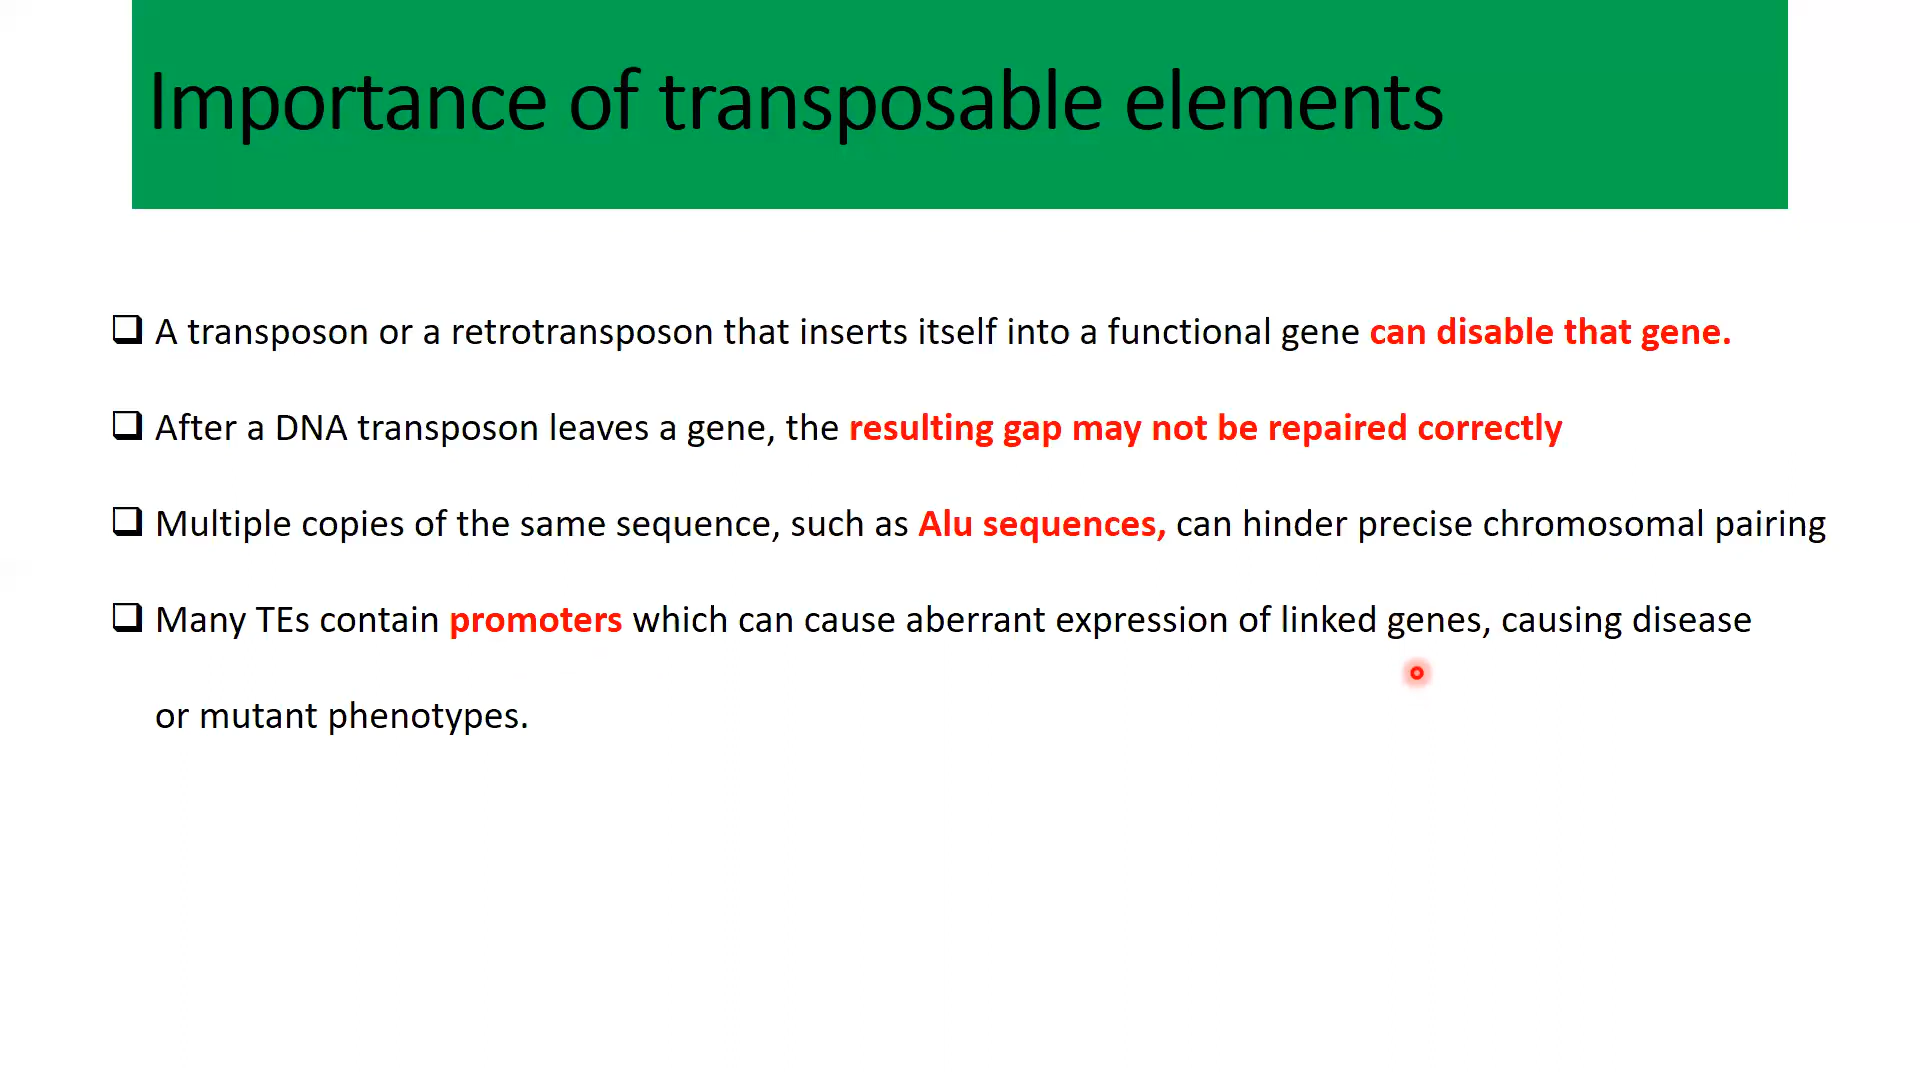 Importance of transposable elements
A transposon or a retrotransposon that inserts itself into a functional gene can disable that gene.
After a DNA transposon leaves a gene, the resulting gap may not be repaired correctly
Multiple copies of the same sequence, such as Alu sequences, can hinder precise chromosomal pairing
Many TEs contain promoters which can cause aberrant expression of linked genes, causing disease
or mutant phenotypes.